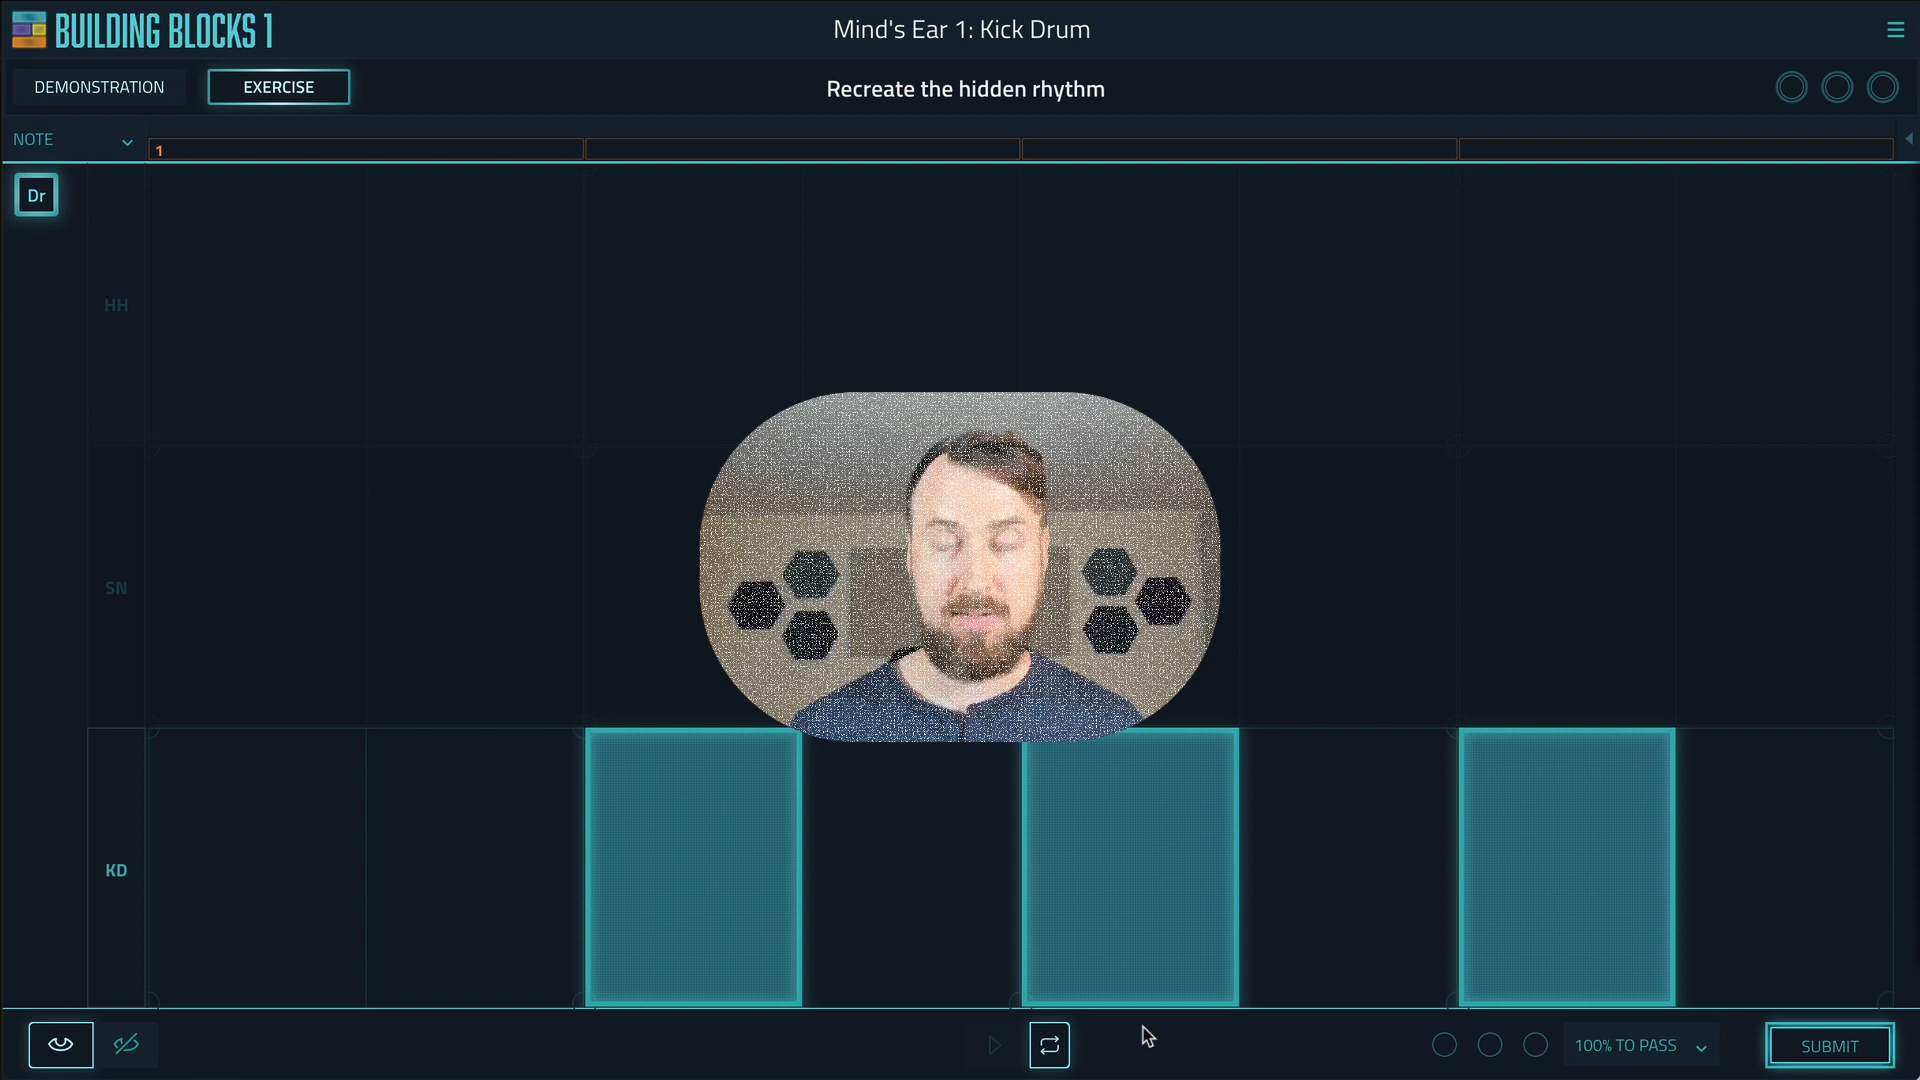 BUILDING BLOCKS 1
Mind's Ear 1: Kick Drum
DEMONSTRATION
EXERCISE
Recreate the hidden rhythm
NOTE
1
Dr
HH
SN
KD
100% TO PASS
SUBMIT